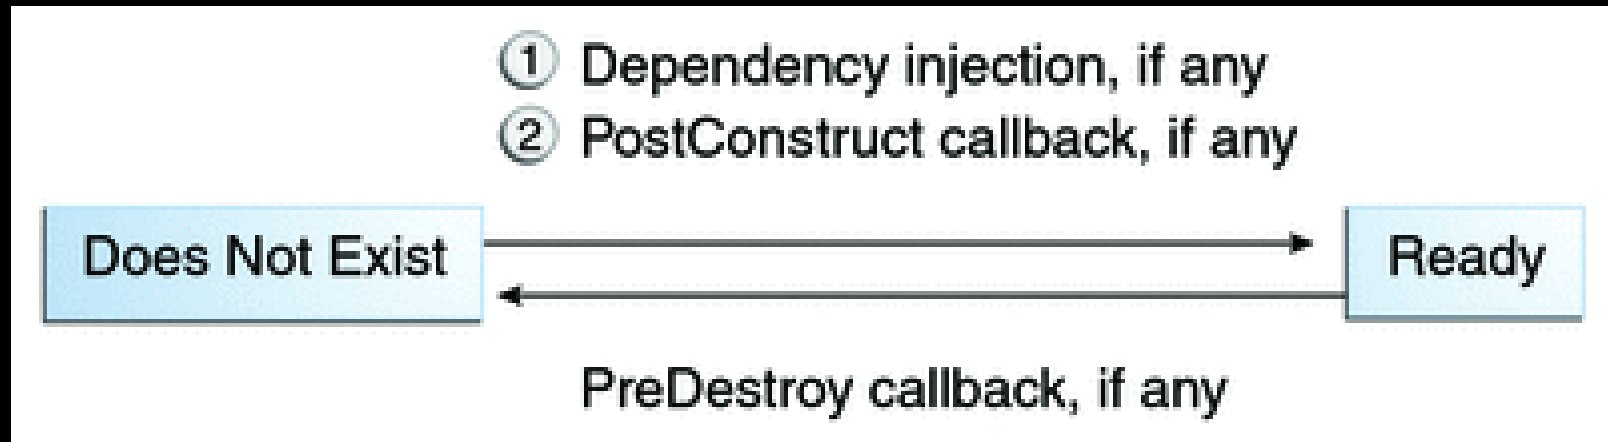 1 Dependency injection, if any
2 PostConstruct callback, if any
Does Not Exist
Ready
PreDestroy callback, if any